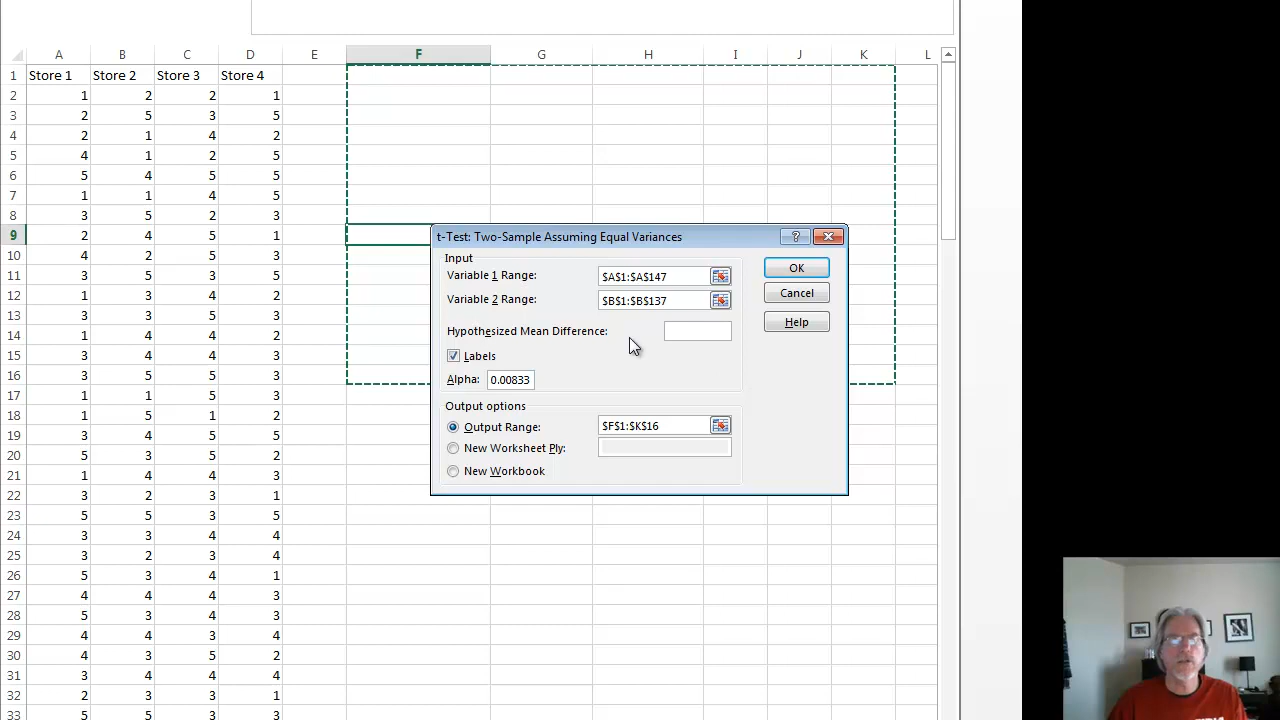 A B C D E F G H I J K L
1 Store 1 Store 2 Store 3 Store 4
2 1 2 2 1
3 2 5 3 5
4 2 1 4 2
5 4 1 2 5
6 5 4 5 5
7 1 1 4 5
8 3 5 2 3
9 2 4 5 1
10 4 2 5 3
11 3 5 3 5
12 1 3 4 2
13 3 3 5 3
14 1 4 4 2
15 3 4 4 3
16 3 5 5 3
17 1 1 5 3
18 1 5 1 2
19 3 4 5 5
20 5 3 5 2
21 1 4 4 3
22 3 2 3 1
23 5 5 3 5
24 3 3 4 4
25 3 2 3 4
26 5 3 4 1
27 4 4 4 3
28 5 3 4 3
29 4 4 3 4
30 4 3 5 2
31 3 4 4 4
32 2 3 3 1
33 5 5 3 3
t-Test: Two-Sample Assuming Equal Variances
?
Input
Variable 1 Range: $A$1:$A$147
Variable 2 Range: $B$1:$B$137
Hypothesized Mean Difference:
Labels
Alpha: 0.00833
Output options
Output Range: $F$1:$K$16
New Worksheet Ply:
New Workbook
OK
Cancel
Help